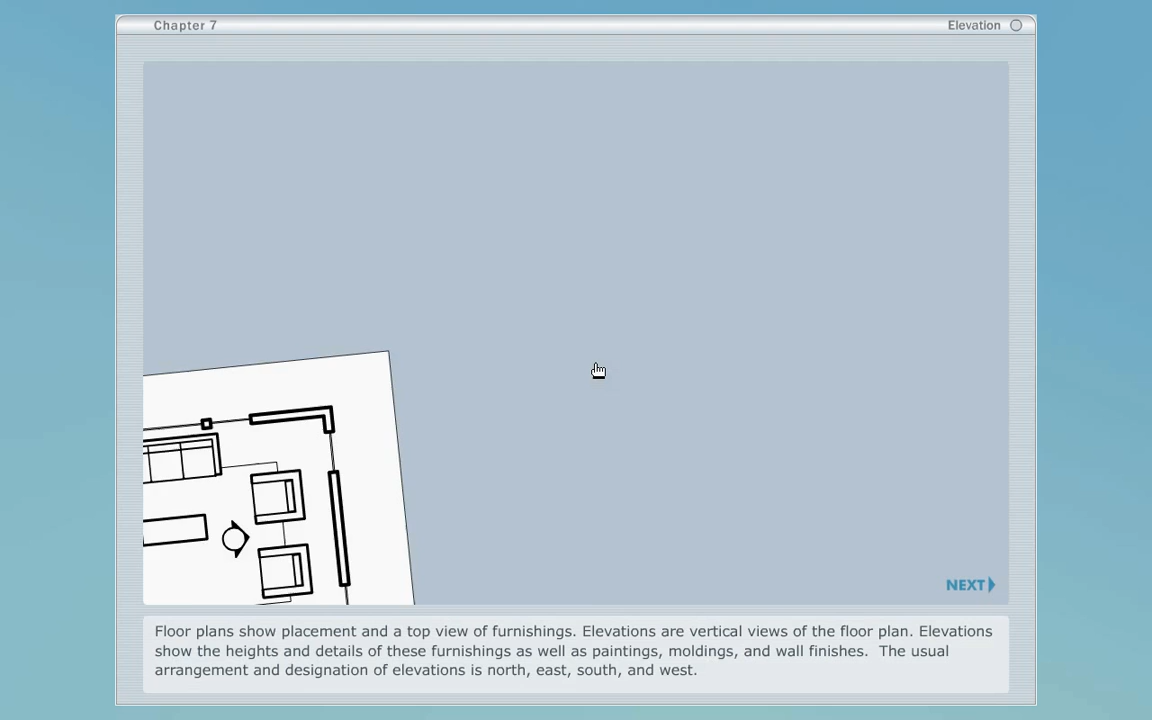 Chapter 7
Elevation
NEXT
Floor plans show placement and a top view of furnishings. Elevations are vertical views of the floor plan. Elevations
show the heights and details of these furnishings as well as paintings, moldings, and wall finishes.  The usual
arrangement and designation of elevations is north, east, south, and west.